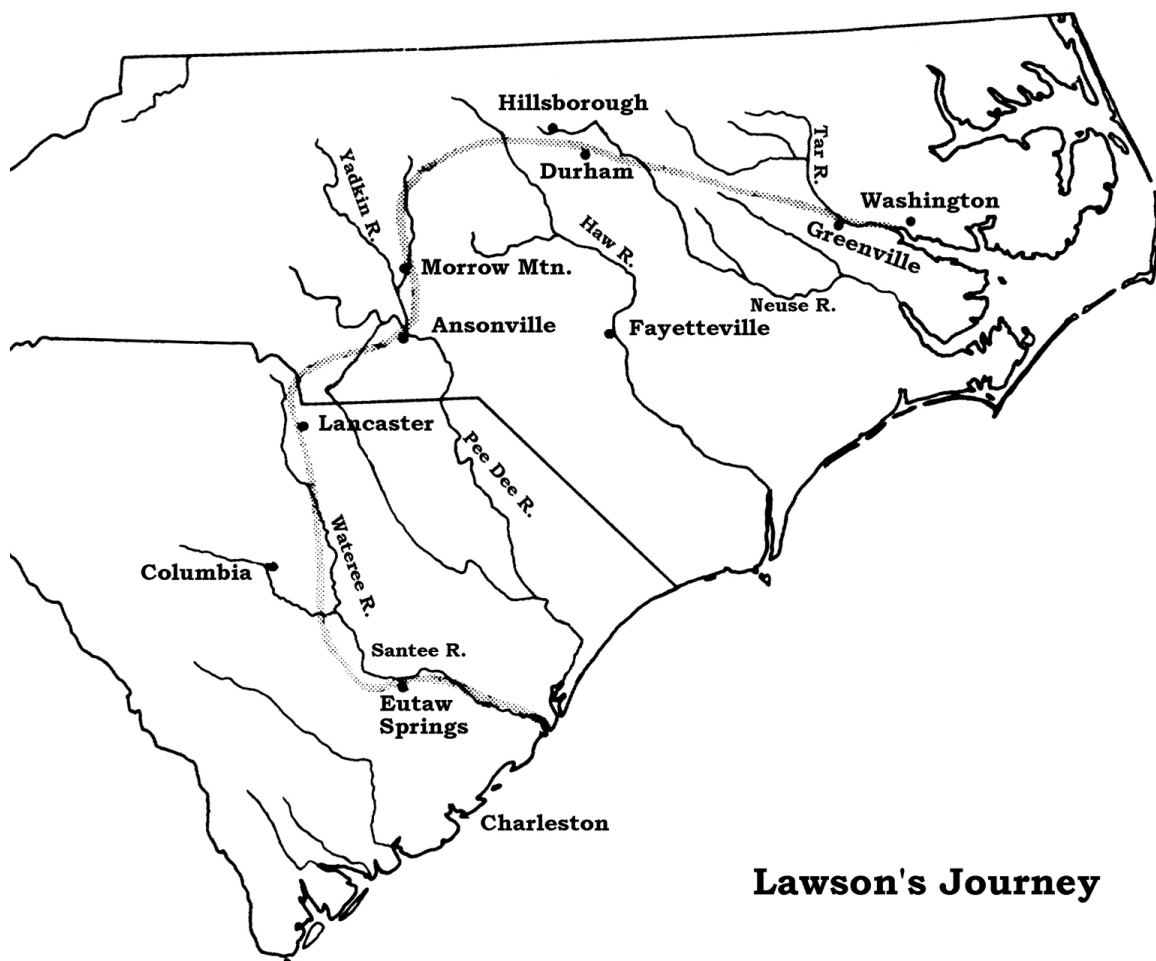 Hillsborough
Durham
Tar R.
Washington
Greenville
Yadkin R.
Haw R.
Morrow Mtn.
Neuse R.
Ansonville
Fayetteville
Lancaster
Pee Dee R.
Wateree R.
Columbia
Santee R.
Eutaw
Springs
Charleston
Lawson's Journey